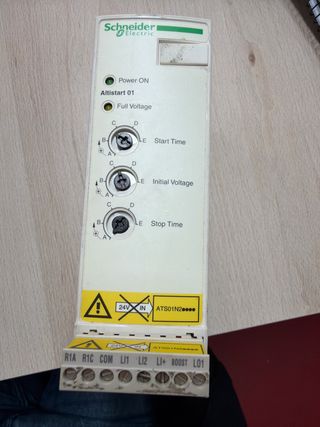 Schneider
Electric
Power ON
Altistart 01
Full Voltage
C D
B E
A
Start Time
C D
B E
A
Initial Voltage
C D
B E
A
Stop Time
24V IN
ATS01N2●●●●
R1A R1C COM LI1 LI2 LI+ BOOST LO1